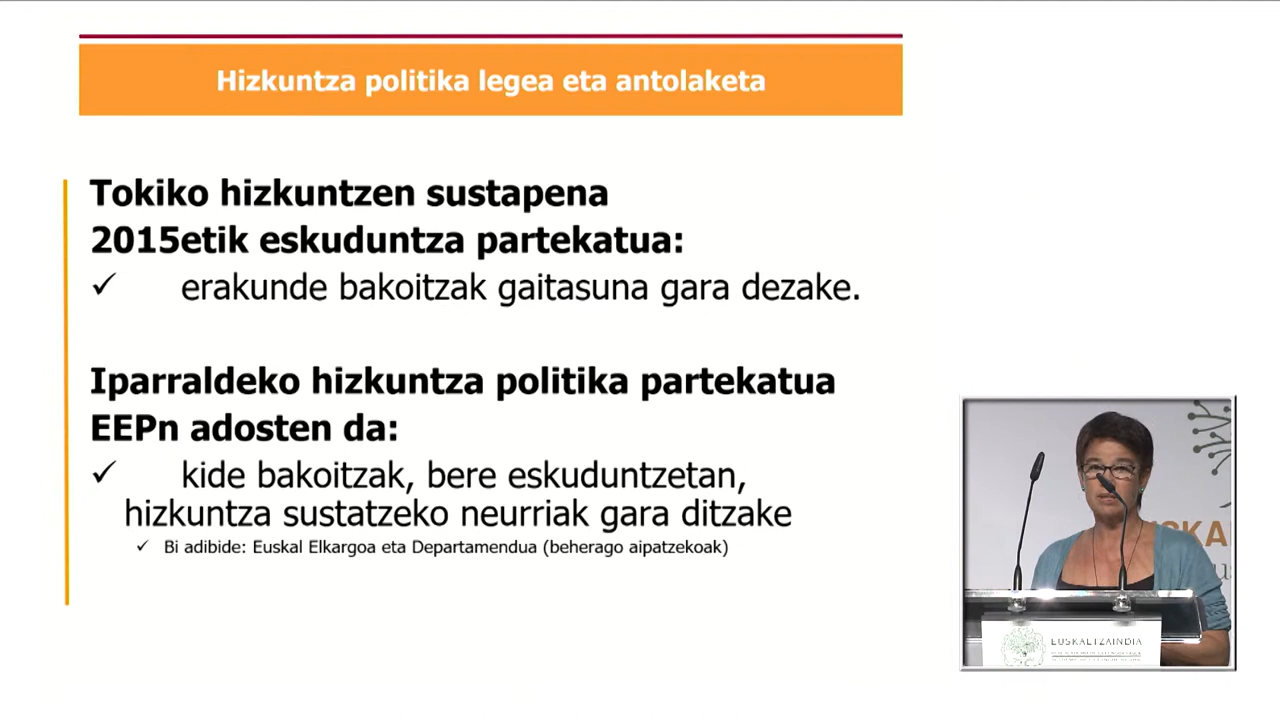 Hizkuntza politika legea eta antolaketa
Tokiko hizkuntzen sustapena
2015etik eskuduntza partekatua:
✓ erakunde bakoitzak gaitasuna gara dezake.
Iparraldeko hizkuntza politika partekatua
EEPn adosten da:
✓ kide bakoitzak, bere eskuduntzetan,
hizkuntza sustatzeko neurriak gara ditzake
✓ Bi adibide: Euskal Elkargoa eta Departamendua (beherago aipatzekoak)
EUSKALTZAINDIA